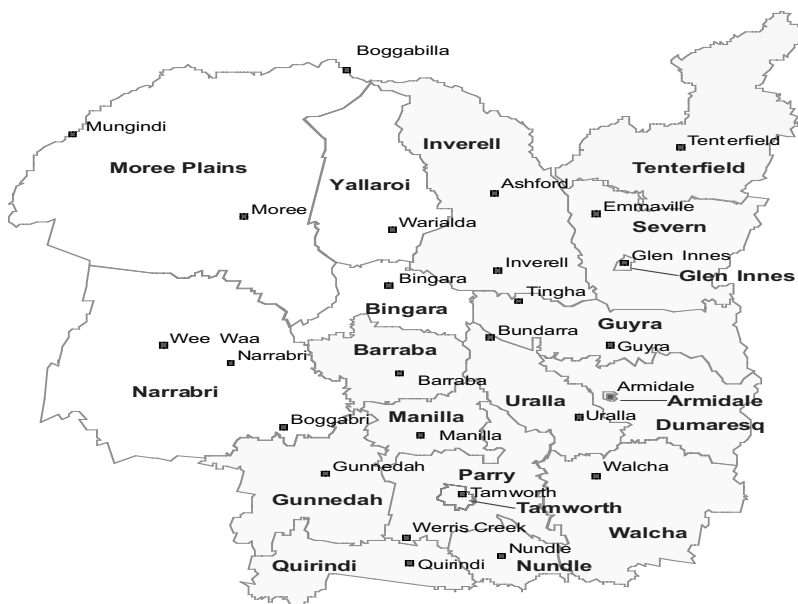 Boggabilla
Mungindi
Inverell
Tenterfield
Moree Plains
Tenterfield
Yallaroi
Ashford
Moree
Emmaville
Warialda
Severn
Glen Innes
Inverell
Glen Innes
Bingara
Tingha
Bingara
Guyra
Bundarra
Wee Waa
Guyra
Barraba
Narrabri
Barraba
Armidale
Narrabri
Uralla
Armidale
Manilla
Uralla
Boggabri
Dumaresq
Manilla
Gunnedah
Walcha
Parry
Tamworth
Gunnedah
Tamworth
Werris Creek
Walcha
Nundle
Quirindi
Quirindi
Nundle